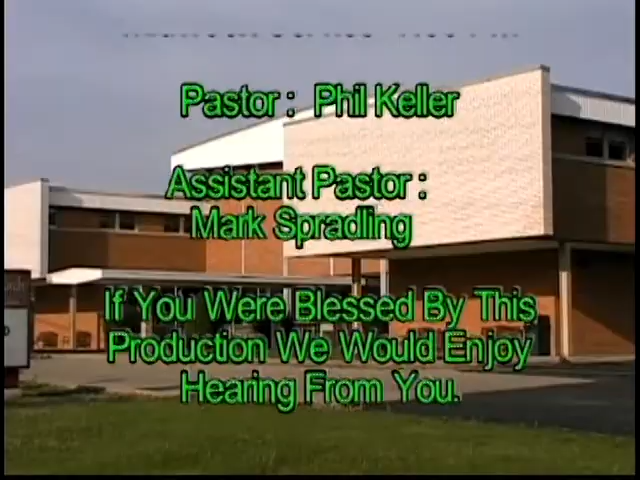 Pastor : Phil Keller
Assistant Pastor :
Mark Spradling
If You Were Blessed By This
Production We Would Enjoy
Hearing From You.